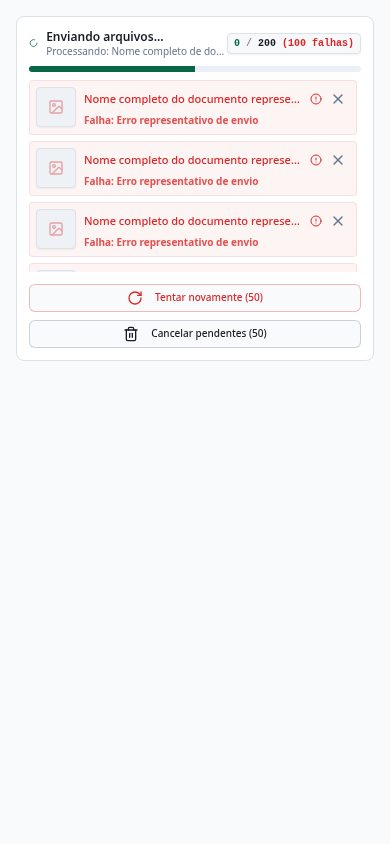 Enviando arquivos...
Processando: Nome completo de do...
0 / 200 (100 falhas)
Nome completo do documento represe...
Falha: Erro representativo de envio
Nome completo do documento represe...
Falha: Erro representativo de envio
Nome completo do documento represe...
Falha: Erro representativo de envio
Tentar novamente (50)
Cancelar pendentes (50)